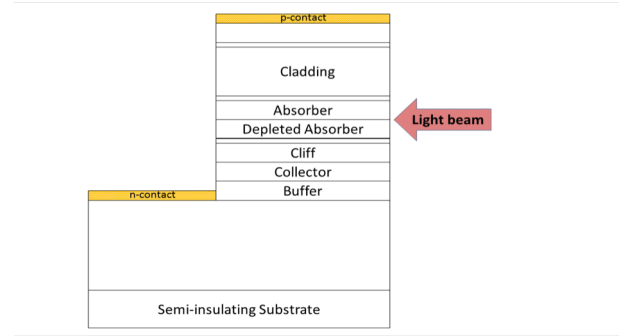 p-contact
Cladding
Absorber
Light beam
Depleted Absorber
Cliff
Collector
Buffer
n-contact
Semi-insulating Substrate